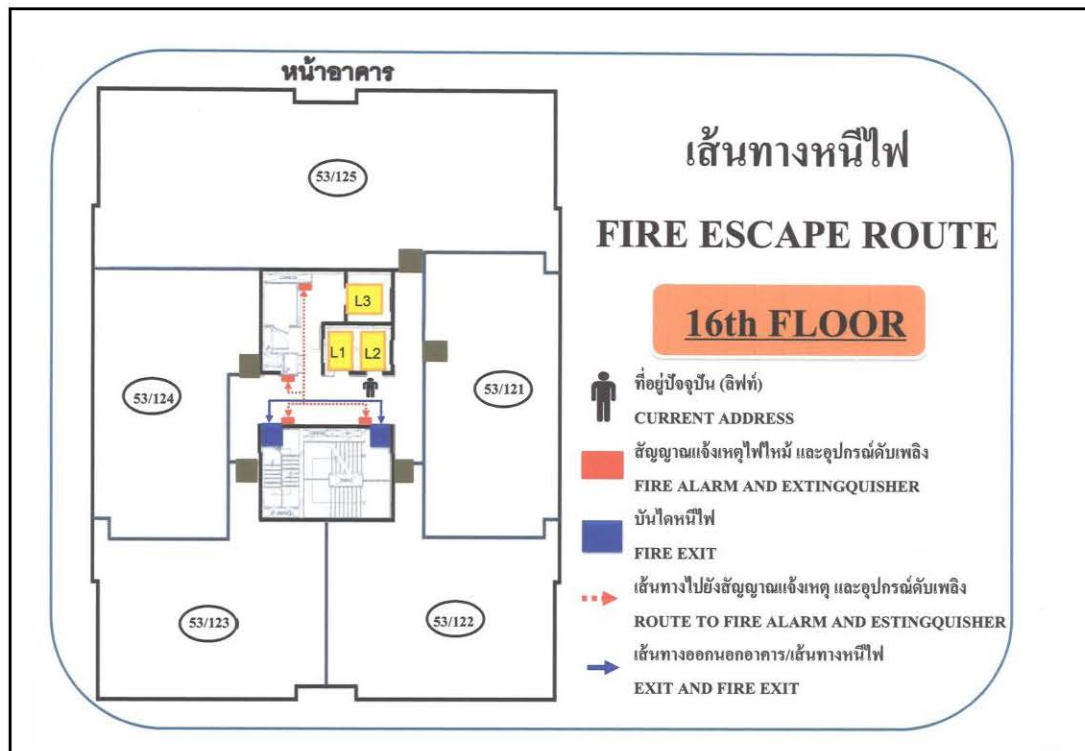 หน้าอาคาร
53/125
L3
L1
L2
53/124
53/121
53/123
53/122
เส้นทางหนีไฟ
FIRE ESCAPE ROUTE
16th FLOOR
ที่อยู่ปัจจุบัน (ลิฟท์)
CURRENT ADDRESS
สัญญาณแจ้งเหตุไฟไหม้ และอุปกรณ์ดับเพลิง
FIRE ALARM AND EXTINGQUISHER
บันไดหนีไฟ
FIRE EXIT
เส้นทางไปยังสัญญาณแจ้งเหตุ และอุปกรณ์ดับเพลิง
ROUTE TO FIRE ALARM AND ESTINGQUISHER
เส้นทางออกนอกอาคาร/เส้นทางหนีไฟ
EXIT AND FIRE EXIT